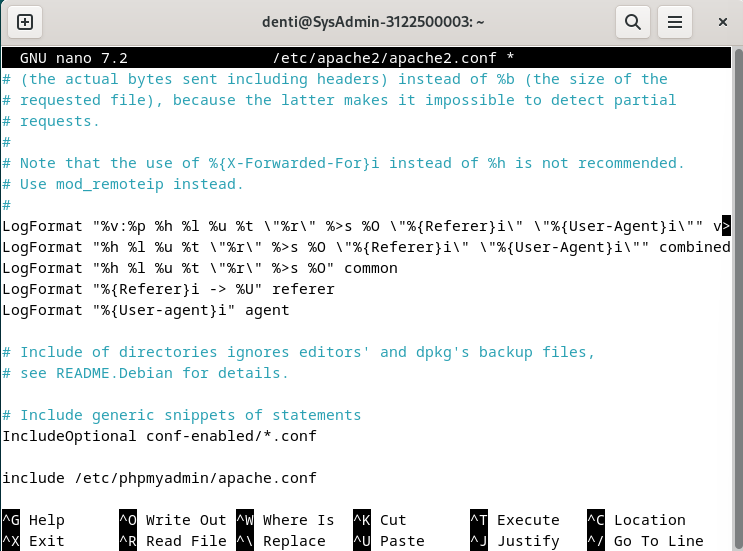 denti@SysAdmin-3122500003: ~
GNU nano 7.2 /etc/apache2/apache2.conf *
# (the actual bytes sent including headers) instead of %b (the size of the
# requested file), because the latter makes it impossible to detect partial
# requests.
#
# Note that the use of %{X-Forwarded-For}i instead of %h is not recommended.
# Use mod_remoteip instead.
#
LogFormat "%v:%p %h %l %u %t \"%r\" %>s %O \"%{Referer}i\" \"%{User-Agent}i\"" v>
LogFormat "%h %l %u %t \"%r\" %>s %O \"%{Referer}i\" \"%{User-Agent}i\"" combined
LogFormat "%h %l %u %t \"%r\" %>s %O" common
LogFormat "%{Referer}i -> %U" referer
LogFormat "%{User-agent}i" agent
# Include of directories ignores editors' and dpkg's backup files,
# see README.Debian for details.
# Include generic snippets of statements
IncludeOptional conf-enabled/*.conf
include /etc/phpmyadmin/apache.conf
^G Help ^O Write Out ^W Where Is ^K Cut ^T Execute ^C Location
^X Exit ^R Read File ^\ Replace ^U Paste ^J Justify ^/ Go To Line